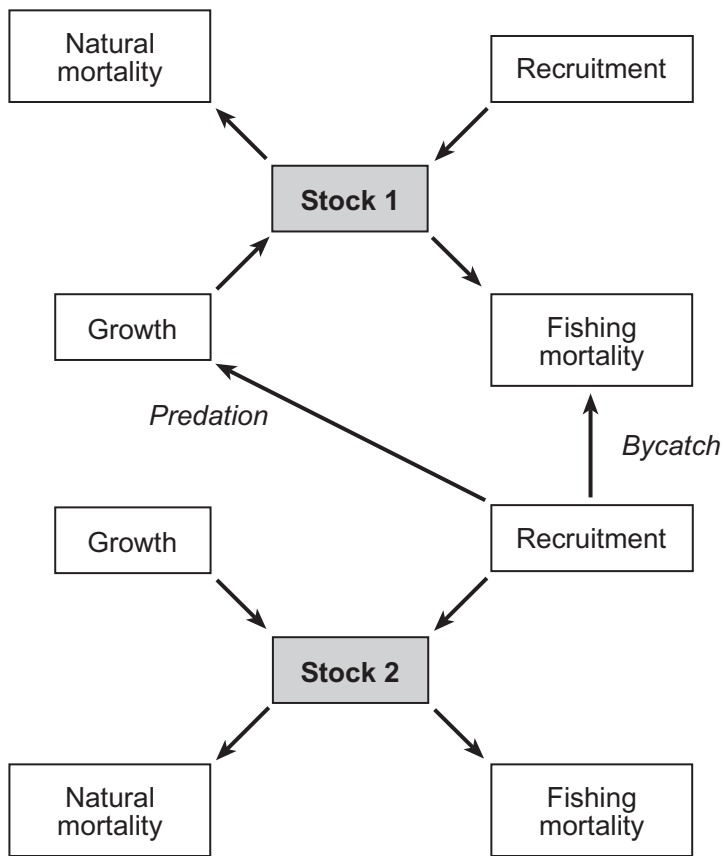 Natural
mortality
Recruitment
Stock 1
Growth
Fishing
mortality
Predation
Bycatch
Growth
Recruitment
Stock 2
Natural
mortality
Fishing
mortality